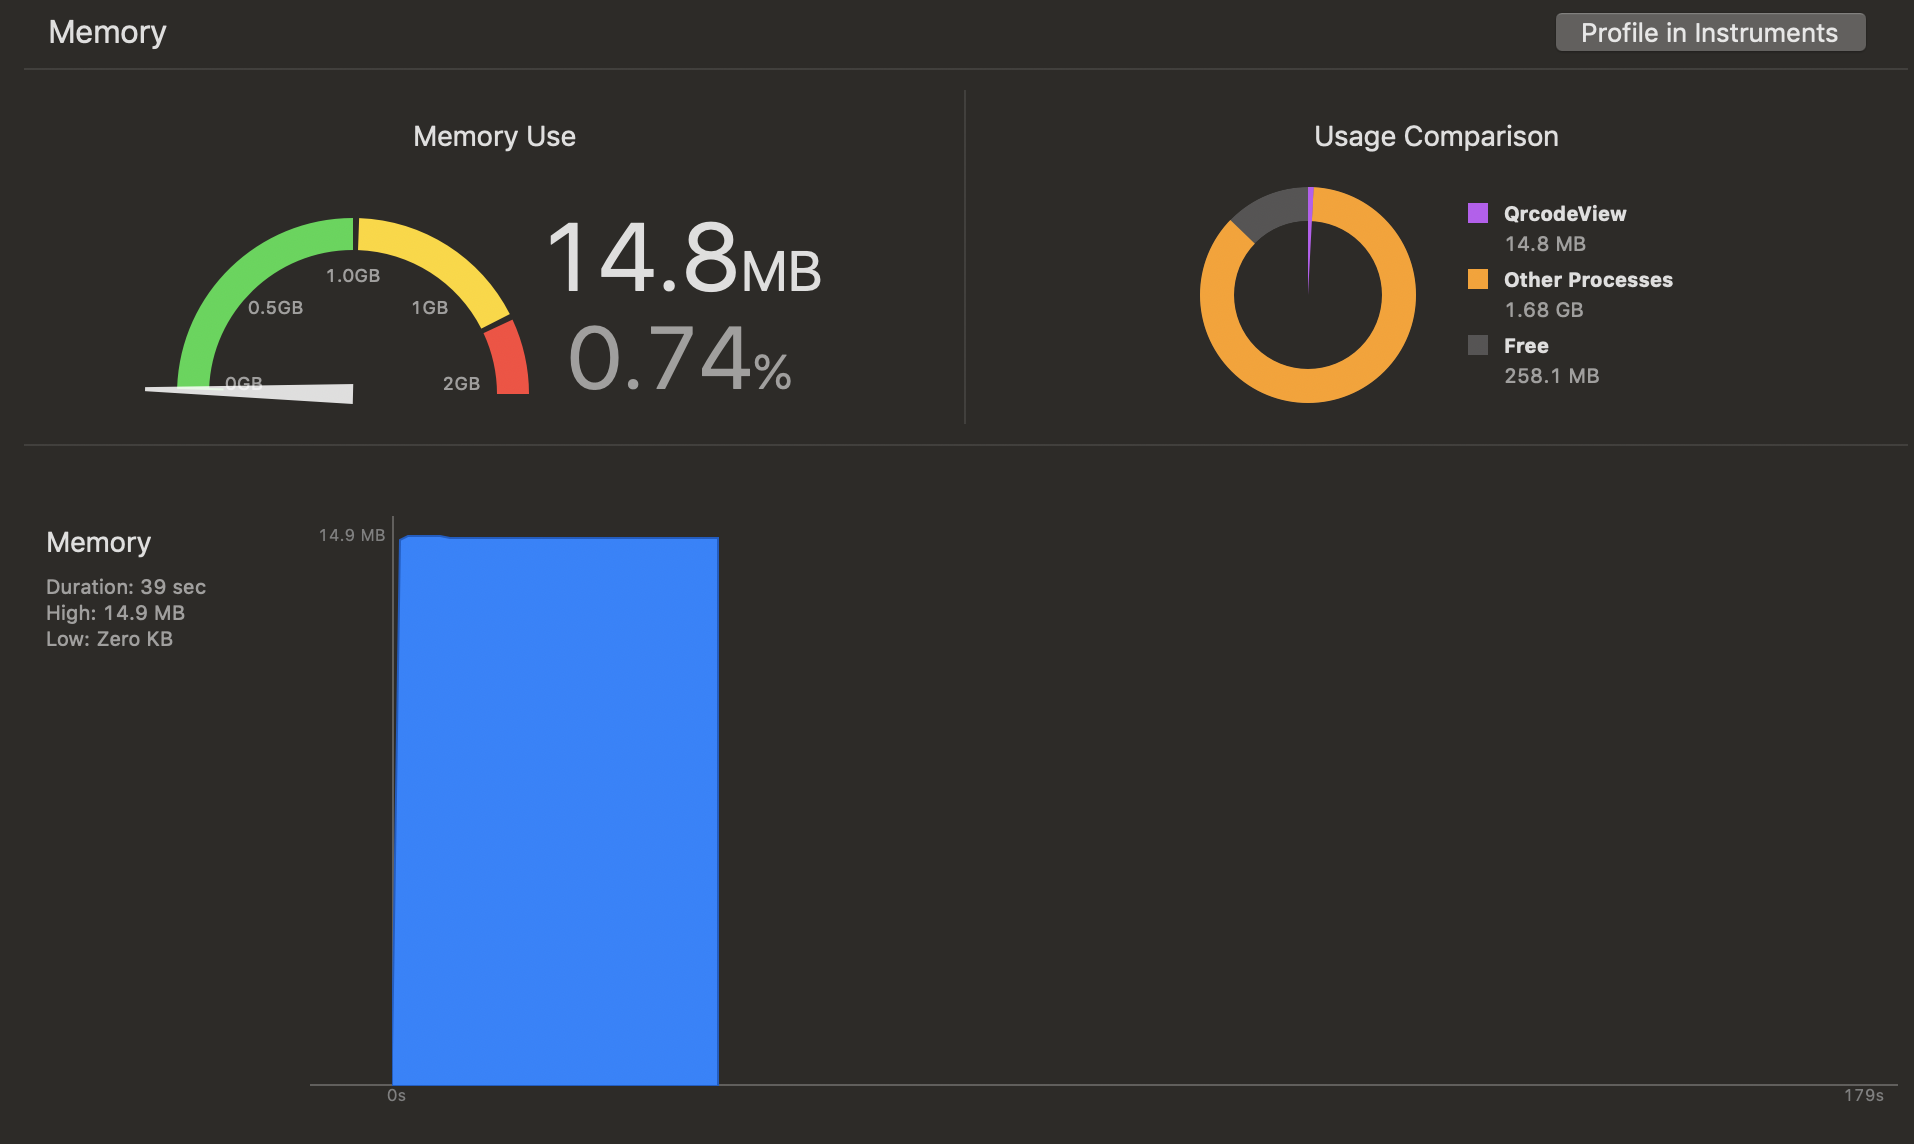 Memory
Profile in Instruments
Memory Use
1.0GB
0.5GB
1GB
0GB
2GB
14.8MB
0.74%
Usage Comparison
QrcodeView
14.8 MB
Other Processes
1.68 GB
Free
258.1 MB
Memory
Duration: 39 sec
High: 14.9 MB
Low: Zero KB
14.9 MB
0s
179s